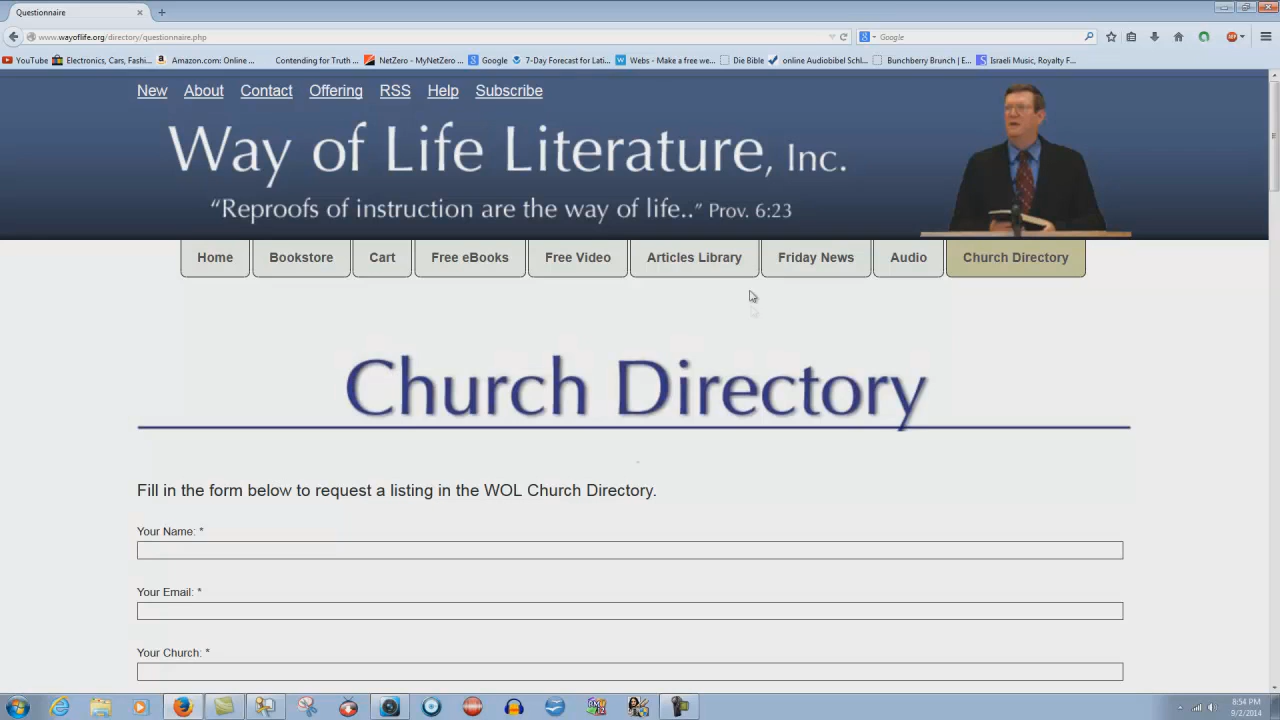 Questionnaire
www.wayoflife.org/directory/questionnaire.php
Google
YouTube Electronics, Cars, Fashi... Amazon.com: Online ... Contending for Truth ... NetZero - MyNetZero ... Google 7-Day Forecast for Lati... Webs - Make a free we... Die Bible online Audiobibel Schl... Bunchberry Brunch | E... Israeli Music, Royalty F...
New About Contact Offering RSS Help Subscribe
Way of Life Literature, Inc.
“Reproofs of instruction are the way of life..” Prov. 6:23
Home Bookstore Cart Free eBooks Free Video Articles Library Friday News Audio Church Directory
Church Directory
Fill in the form below to request a listing in the WOL Church Directory.
Your Name: *
Your Email: *
Your Church: *
8:54 PM
9/2/2014